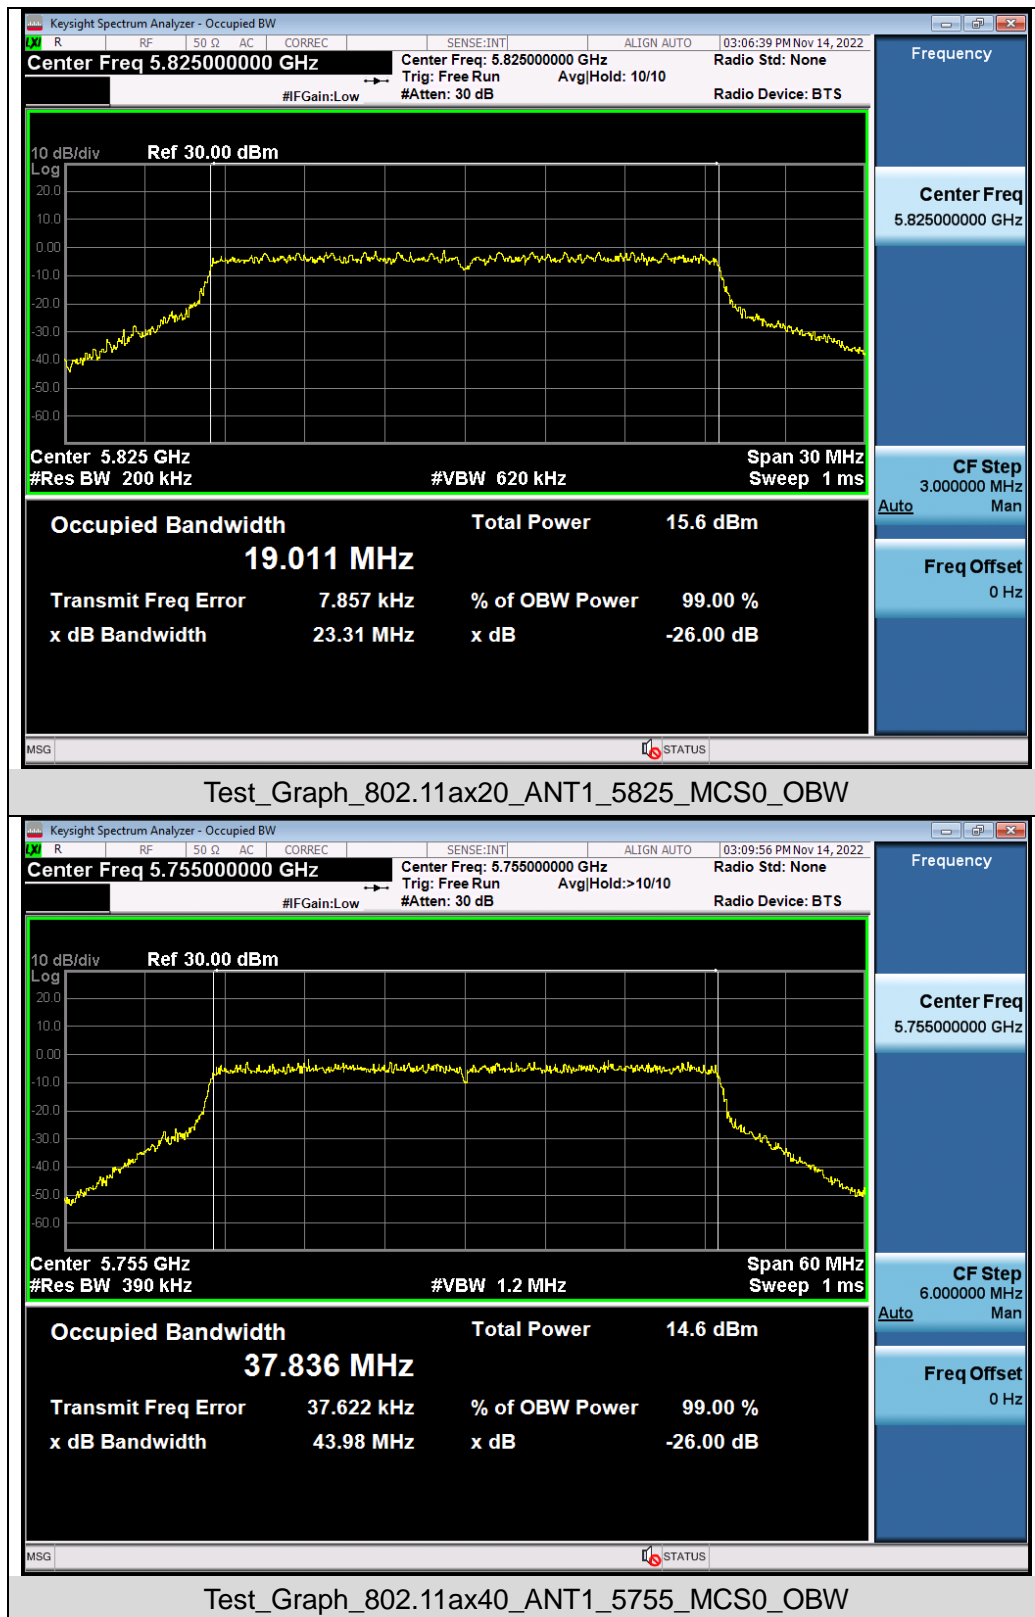 Keysight Spectrum Analyzer - Occupied BW
LXI R RF 50 Ω AC CORREC SENSE:INT ALIGN AUTO 03:06:39 PM Nov 14, 2022
Center Freq 5.825000000 GHz
Center Freq: 5.825000000 GHz
Radio Std: None
Trig: Free Run Avg|Hold: 10/10
#IFGain:Low
#Atten: 30 dB
Radio Device: BTS
Frequency
10 dB/div Ref 30.00 dBm
Log
20.0
10.0
0.00
-10.0
-20.0
-30.0
-40.0
-50.0
-60.0
Center Freq
5.825000000 GHz
Center 5.825 GHz Span 30 MHz
#Res BW 200 kHz #VBW 620 kHz Sweep 1 ms
CF Step
3.000000 MHz
Auto Man
Occupied Bandwidth Total Power 15.6 dBm
19.011 MHz
Transmit Freq Error 7.857 kHz % of OBW Power 99.00 %
x dB Bandwidth 23.31 MHz x dB -26.00 dB
Freq Offset
0 Hz
MSG STATUS
Test_Graph_802.11ax20_ANT1_5825_MCS0_OBW
Keysight Spectrum Analyzer - Occupied BW
LXI R RF 50 Ω AC CORREC SENSE:INT ALIGN AUTO 03:09:56 PM Nov 14, 2022
Center Freq 5.755000000 GHz
Center Freq: 5.755000000 GHz
Radio Std: None
Trig: Free Run Avg|Hold:>10/10
#IFGain:Low
#Atten: 30 dB
Radio Device: BTS
Frequency
10 dB/div Ref 30.00 dBm
Log
20.0
10.0
0.00
-10.0
-20.0
-30.0
-40.0
-50.0
-60.0
Center Freq
5.755000000 GHz
Center 5.755 GHz Span 60 MHz
#Res BW 390 kHz #VBW 1.2 MHz Sweep 1 ms
CF Step
6.000000 MHz
Auto Man
Occupied Bandwidth Total Power 14.6 dBm
37.836 MHz
Transmit Freq Error 37.622 kHz % of OBW Power 99.00 %
x dB Bandwidth 43.98 MHz x dB -26.00 dB
Freq Offset
0 Hz
MSG STATUS
Test_Graph_802.11ax40_ANT1_5755_MCS0_OBW